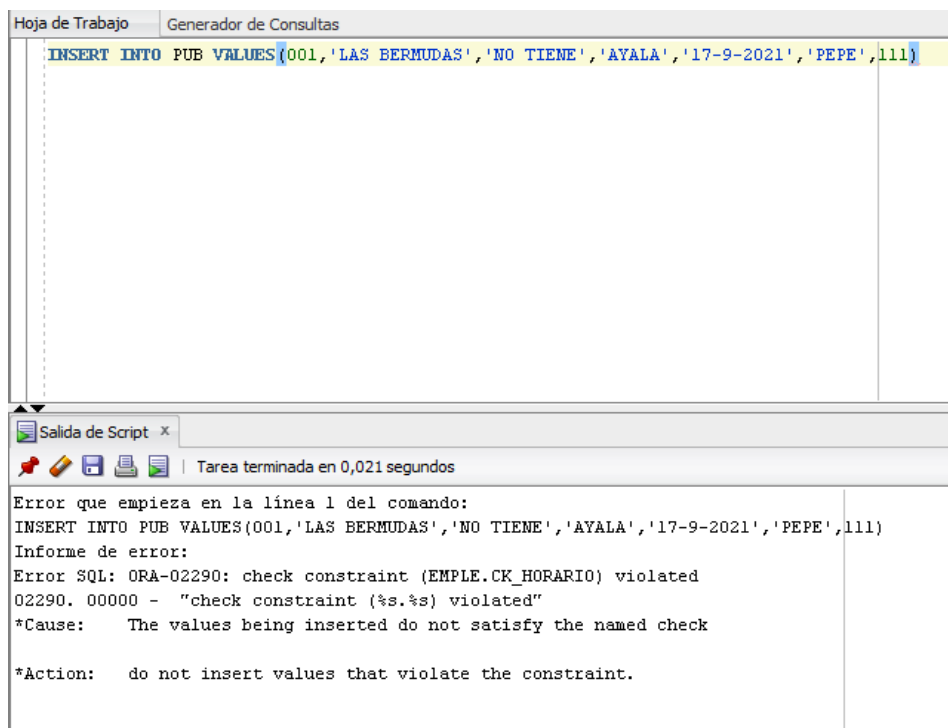 Hoja de Trabajo Generador de Consultas
INSERT INTO PUB VALUES(001,'LAS BERMUDAS','NO TIENE','AYALA','17-9-2021','PEPE',111)
Salida de Script x
Tarea terminada en 0,021 segundos
Error que empieza en la línea 1 del comando:
INSERT INTO PUB VALUES(001,'LAS BERMUDAS','NO TIENE','AYALA','17-9-2021','PEPE',111)
Informe de error:
Error SQL: ORA-02290: check constraint (EMPLE.CK_HORARIO) violated
02290. 00000 -  "check constraint (%s.%s) violated"
*Cause:    The values being inserted do not satisfy the named check
*Action:   do not insert values that violate the constraint.